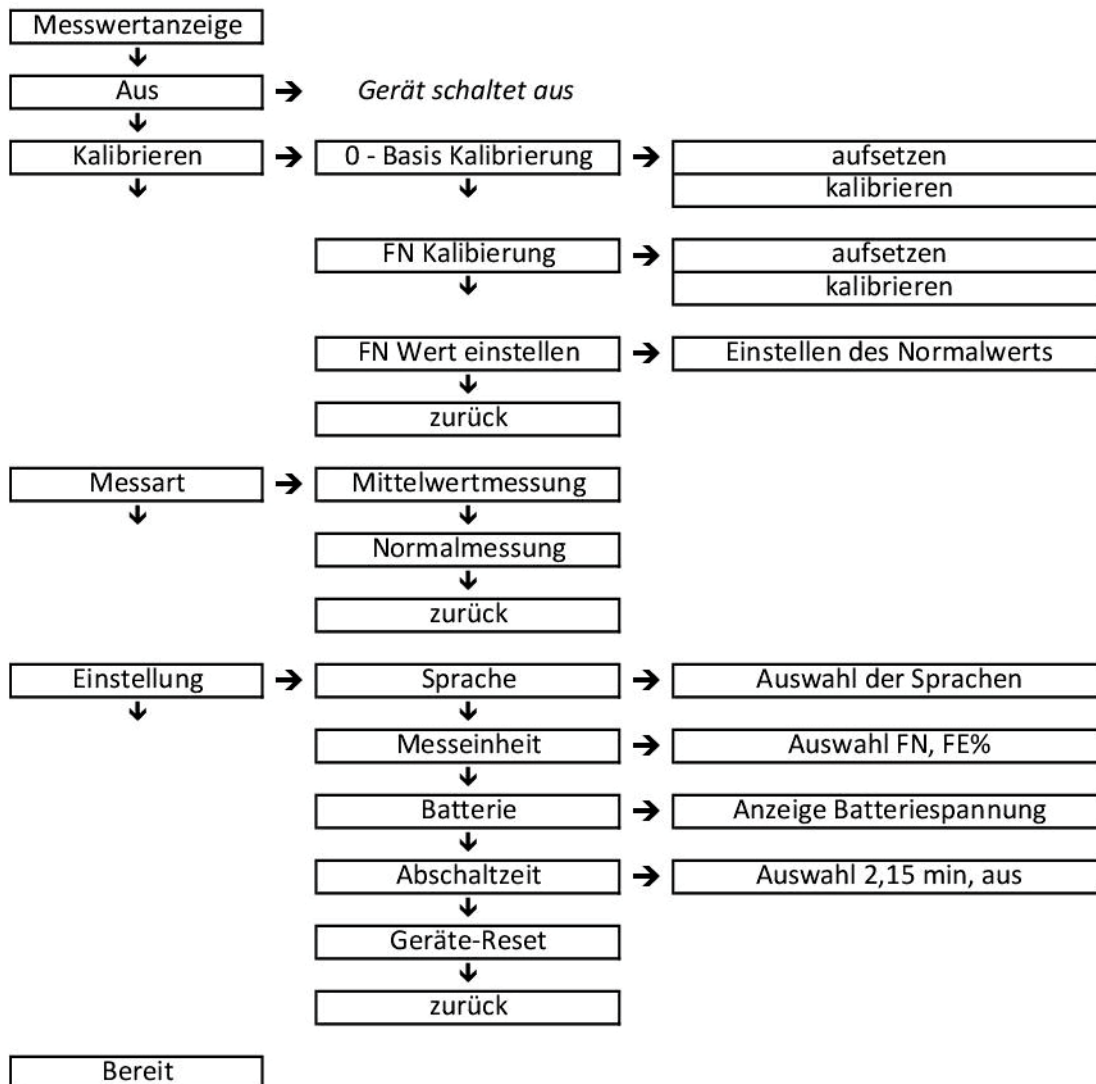 Messwertanzeige
Aus Gerät schaltet aus
Kalibrieren 0 - Basis Kalibrierung aufsetzen
kalibrieren
FN Kalibierung aufsetzen
kalibrieren
FN Wert einstellen Einstellen des Normalwerts
zurück
Messart Mittelwertmessung
Normalmessung
zurück
Einstellung Sprache Auswahl der Sprachen
Messeinheit Auswahl FN, FE%
Batterie Anzeige Batteriespannung
Abschaltzeit Auswahl 2,15 min, aus
Geräte-Reset
zurück
Bereit